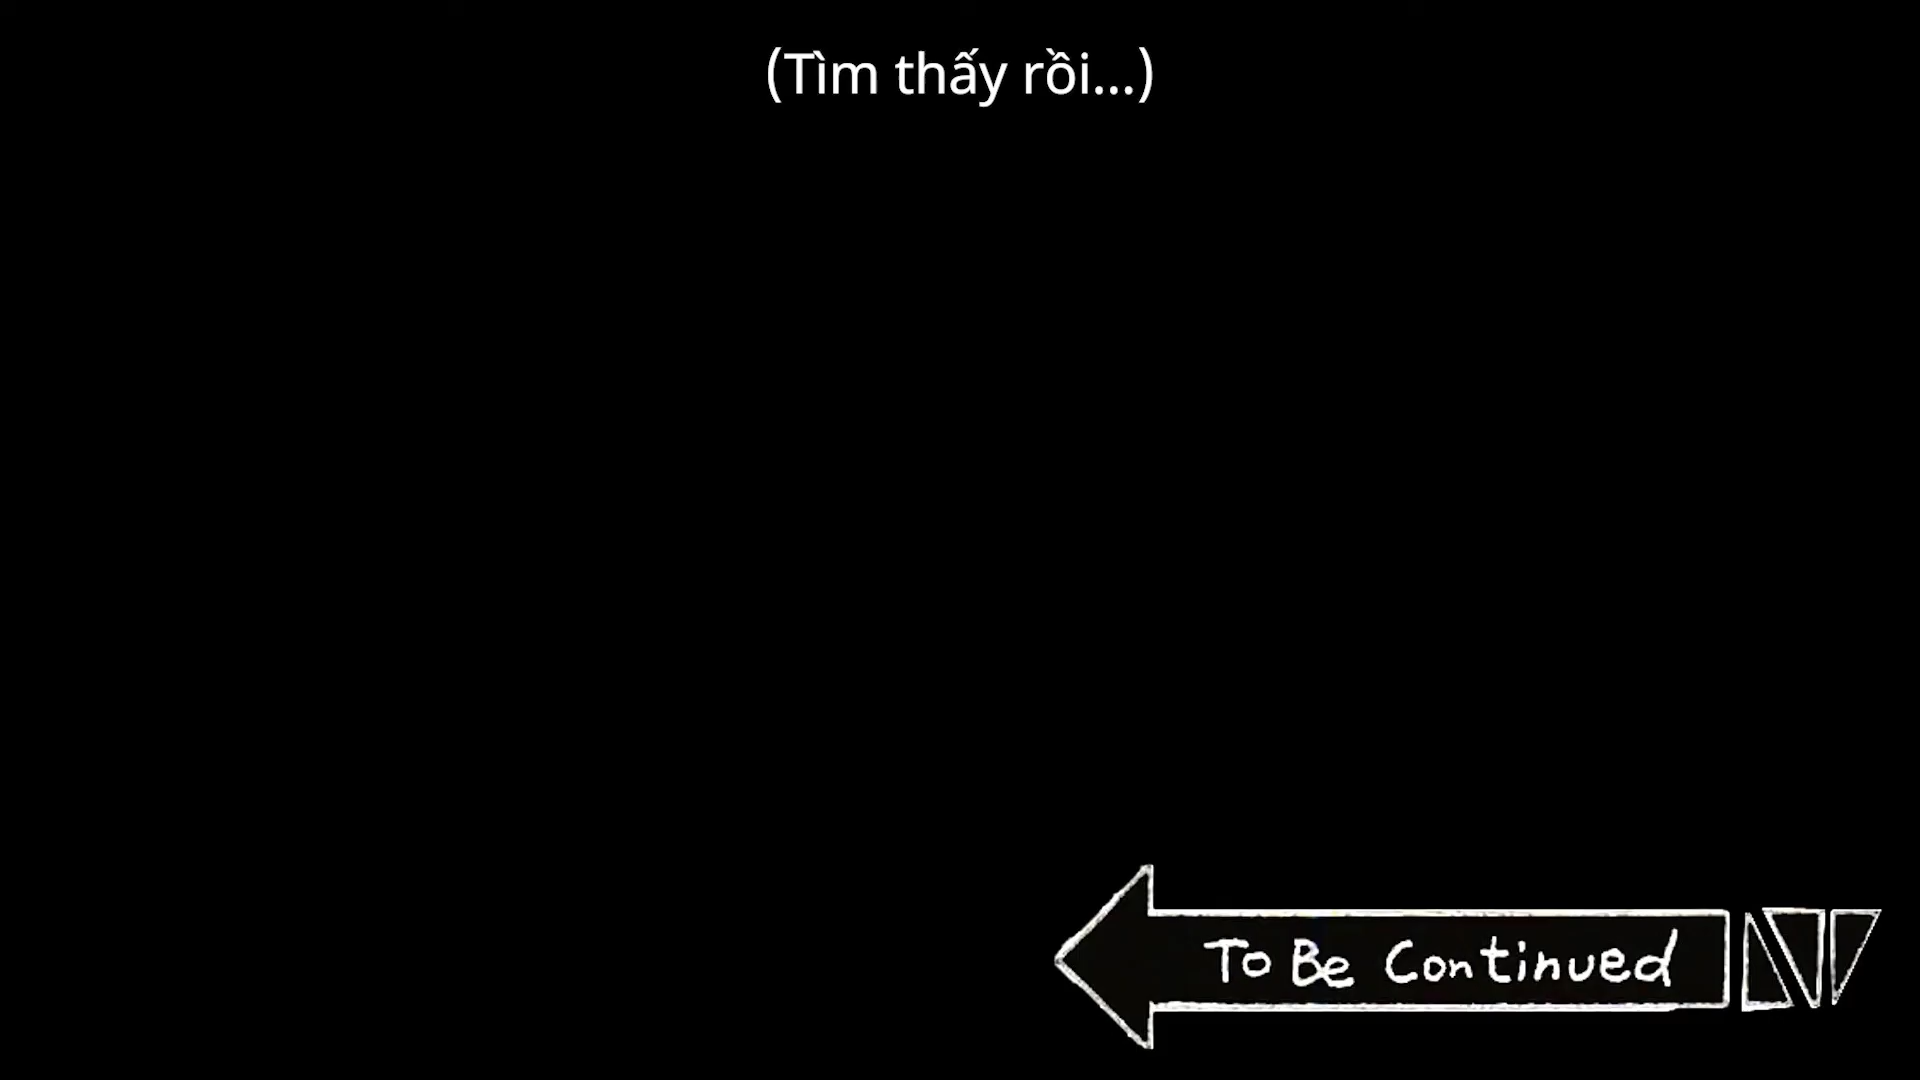 (Tìm thấy rồi...)
To Be Continued